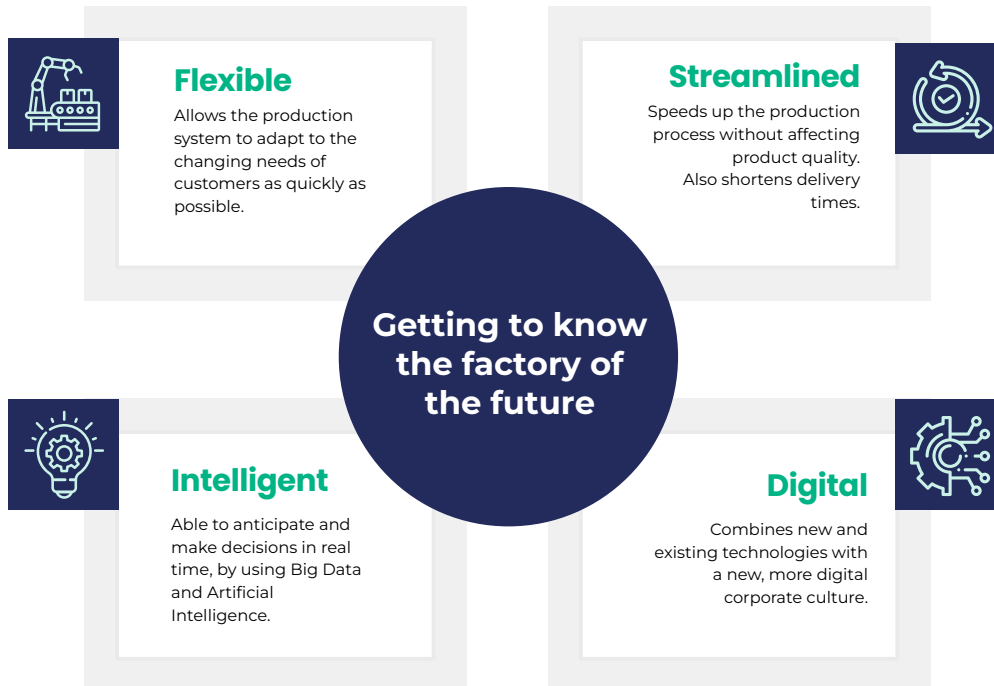 Flexible
Allows the production
system to adapt to the
changing needs of
customers as quickly as
possible.
Streamlined
Speeds up the production
process without affecting
product quality.
Also shortens delivery
times.
Getting to know
the factory of
the future
Intelligent
Able to anticipate and
make decisions in real
time, by using Big Data
and Artificial
Intelligence.
Digital
Combines new and
existing technologies with
a new, more digital
corporate culture.